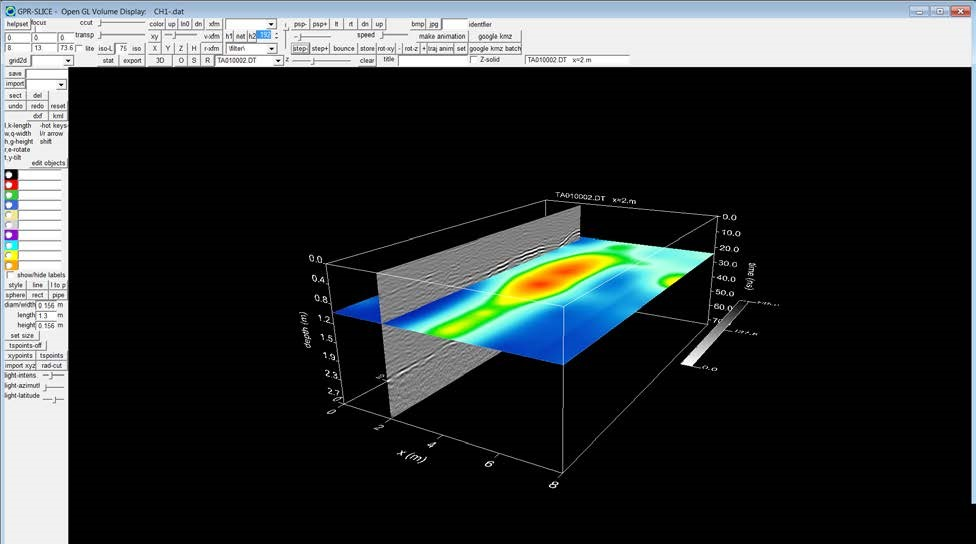 GPR-SLICE - Open GL Volume Display: CH1-.dat
helpset focus ccut color up ln0 dn xfm psp- psp+ lt rt dn up bmp jpg identfier
0 0 0 transp xy v-xfm h1 net h2 192 speed make animation google kmz
8. 13 73.6 lite iso-L 75 iso X Y Z H r-xfm \filter\ step- step+ bounce store rot-xy - rot-z + traj anim set google kmz batch
grid2d stat export 3D O S R TA010002.DT z clear title Z-solid TA010002.DT x=2.m
save
import
sect del
undo redo reset
dxf kml
l,k-length -hot keys-
w,q-width l/r arrow
h,g-height shift
r,e-rotate
t,y-tilt
edit objects
show/hide labels
style line l to p
sphere rect pipe
diam/width 0.156 m
length 1.3 m
height 0.156 m
set size
tspoints-off
xypoints tspoints
import xyz rad-cut
light-intens.
light-azimuth
light-latitude
TA010002.DT x=2.m
0.0
10.0
20.0
30.0
40.0
50.0
60.0
time (ns)
0.0
0.4
0.8
1.2
1.5
1.9
2.3
2.7
depth (m)
0
2
4
6
8
x (m)
0.0